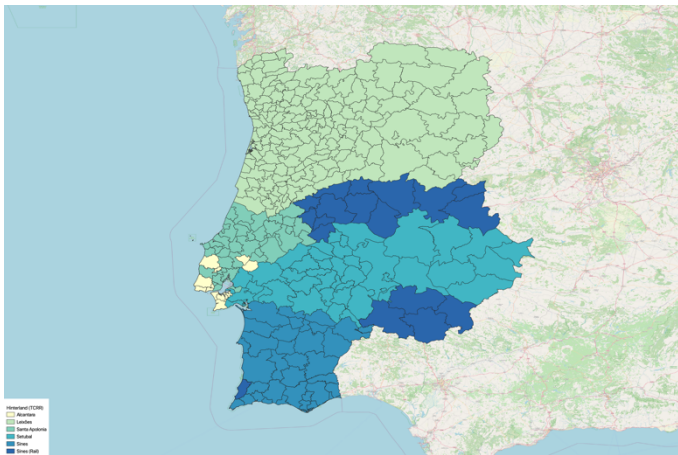 Hinterland (TCRR)
Alcantara
Leixões
Santa Apolonia
Setubal
Sines
Sines (Rail)